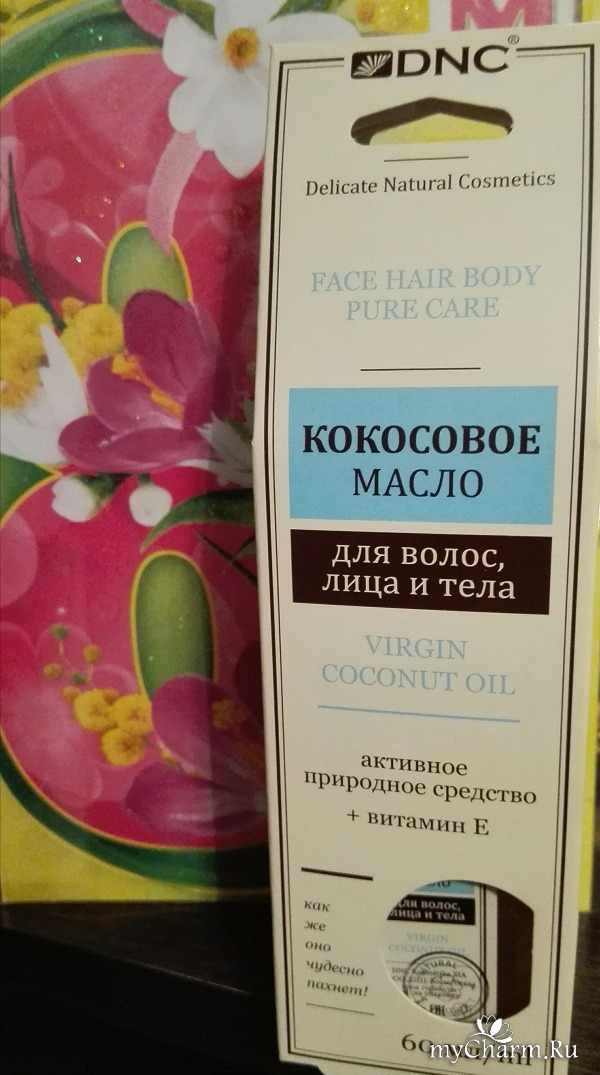 М
DNC®
Delicate Natural Cosmetics
FACE HAIR BODY
PURE CARE
КОКОСОВОЕ
МАСЛО
для волос,
лица и тела
VIRGIN
COCONUT OIL
активное
природное средство
+ витамин Е
как
же
оно
чудесно
пахнет!
для волос,
лица и тела
VIRGIN
COCONUT OIL
60
myCharm.Ru